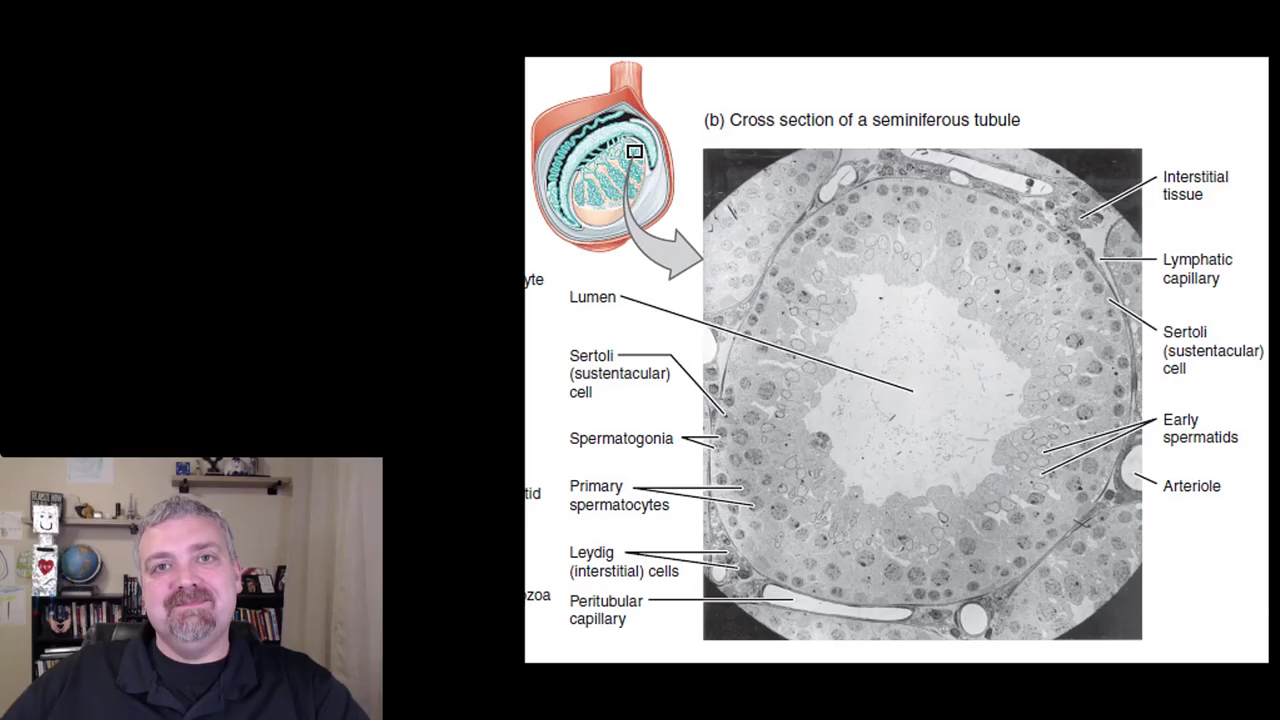 (b) Cross section of a seminiferous tubule
yte
Lumen
Sertoli
(sustentacular)
cell
Spermatogonia
tid
Primary
spermatocytes
Leydig
(interstitial) cells
ozoa
Peritubular
capillary
Interstitial
tissue
Lymphatic
capillary
Sertoli
(sustentacular)
cell
Early
spermatids
Arteriole